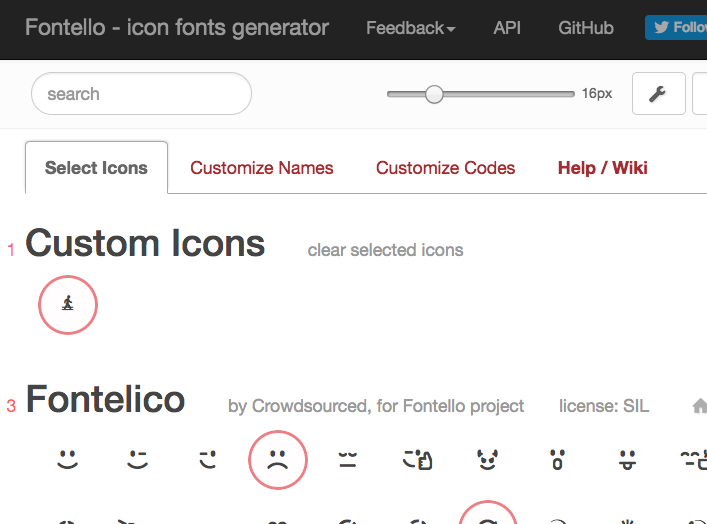 Fontello - icon fonts generator Feedback API GitHub Follow
search 16px
Select Icons Customize Names Customize Codes Help / Wiki
1 Custom Icons clear selected icons
3 Fontelico by Crowdsourced, for Fontello project license: SIL